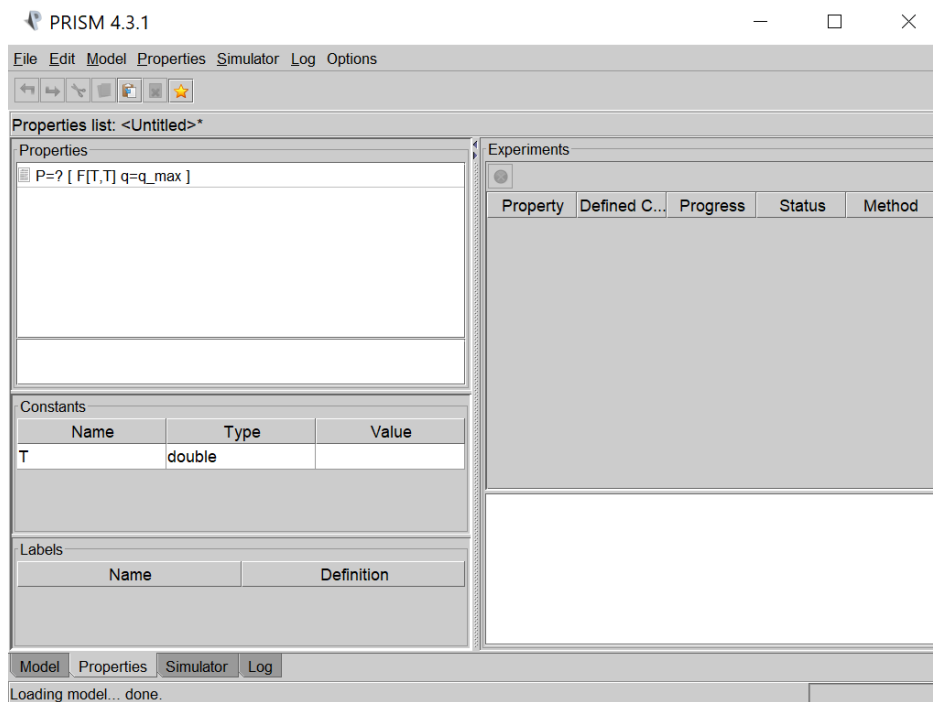 PRISM 4.3.1
File Edit Model Properties Simulator Log Options
Properties list: <Untitled>*
Properties
P=? [ F[T,T] q=q_max ]
Experiments
Property Defined C... Progress Status Method
Constants
Name Type Value
T double
Labels
Name Definition
Model Properties Simulator Log
Loading model... done.